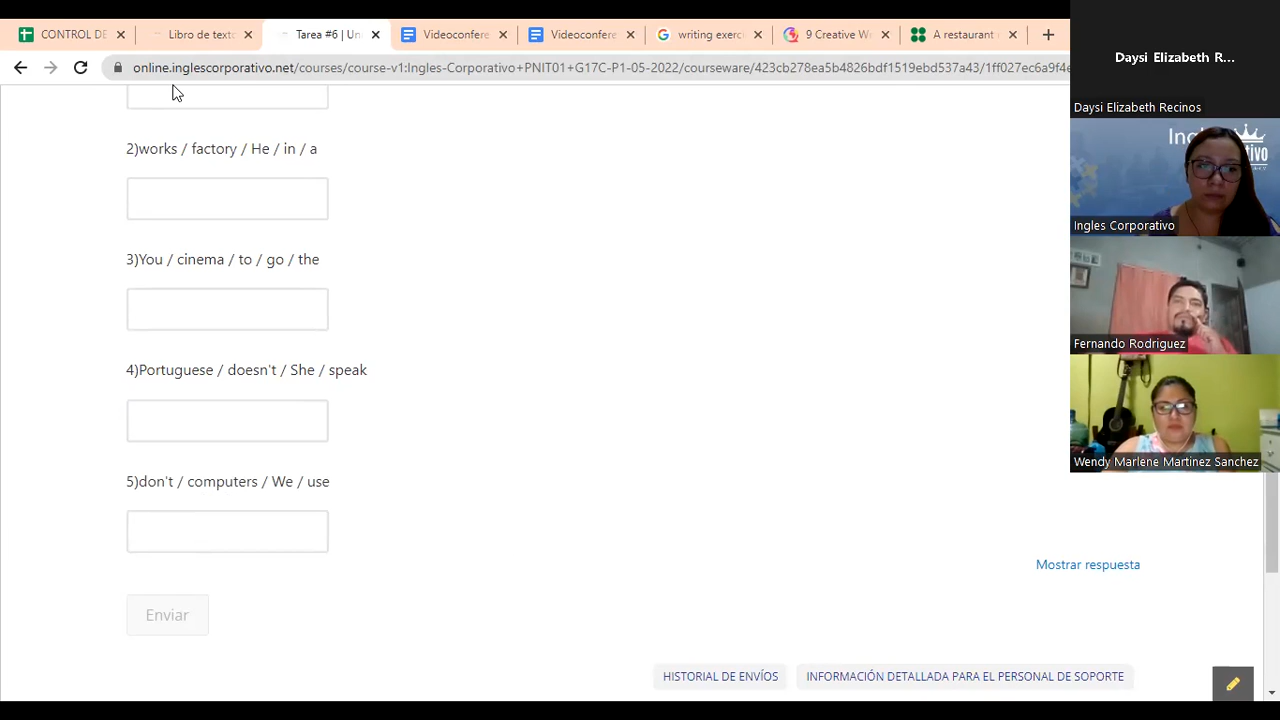 CONTROL DE
Libro de texto
Tarea #6 | Un
Videoconfere
Videoconfere
writing exerci
9 Creative W
A restaurant
online.inglescorporativo.net/courses/course-v1:Ingles-Corporativo+PNIT01+G17C-P1-05-2022/courseware/423cb278ea5b4826bdf1519ebd537a43/1ff027ec6a9f4e
2)works / factory / He / in / a
3)You / cinema / to / go / the
4)Portuguese / doesn't / She / speak
5)don't / computers / We / use
Mostrar respuesta
Enviar
HISTORIAL DE ENVÍOS
INFORMACIÓN DETALLADA PARA EL PERSONAL DE SOPORTE
Daysi Elizabeth R...
Daysi Elizabeth Recinos
Ingles Corporativo
Fernando Rodriguez
Wendy Marlene Martinez Sanchez